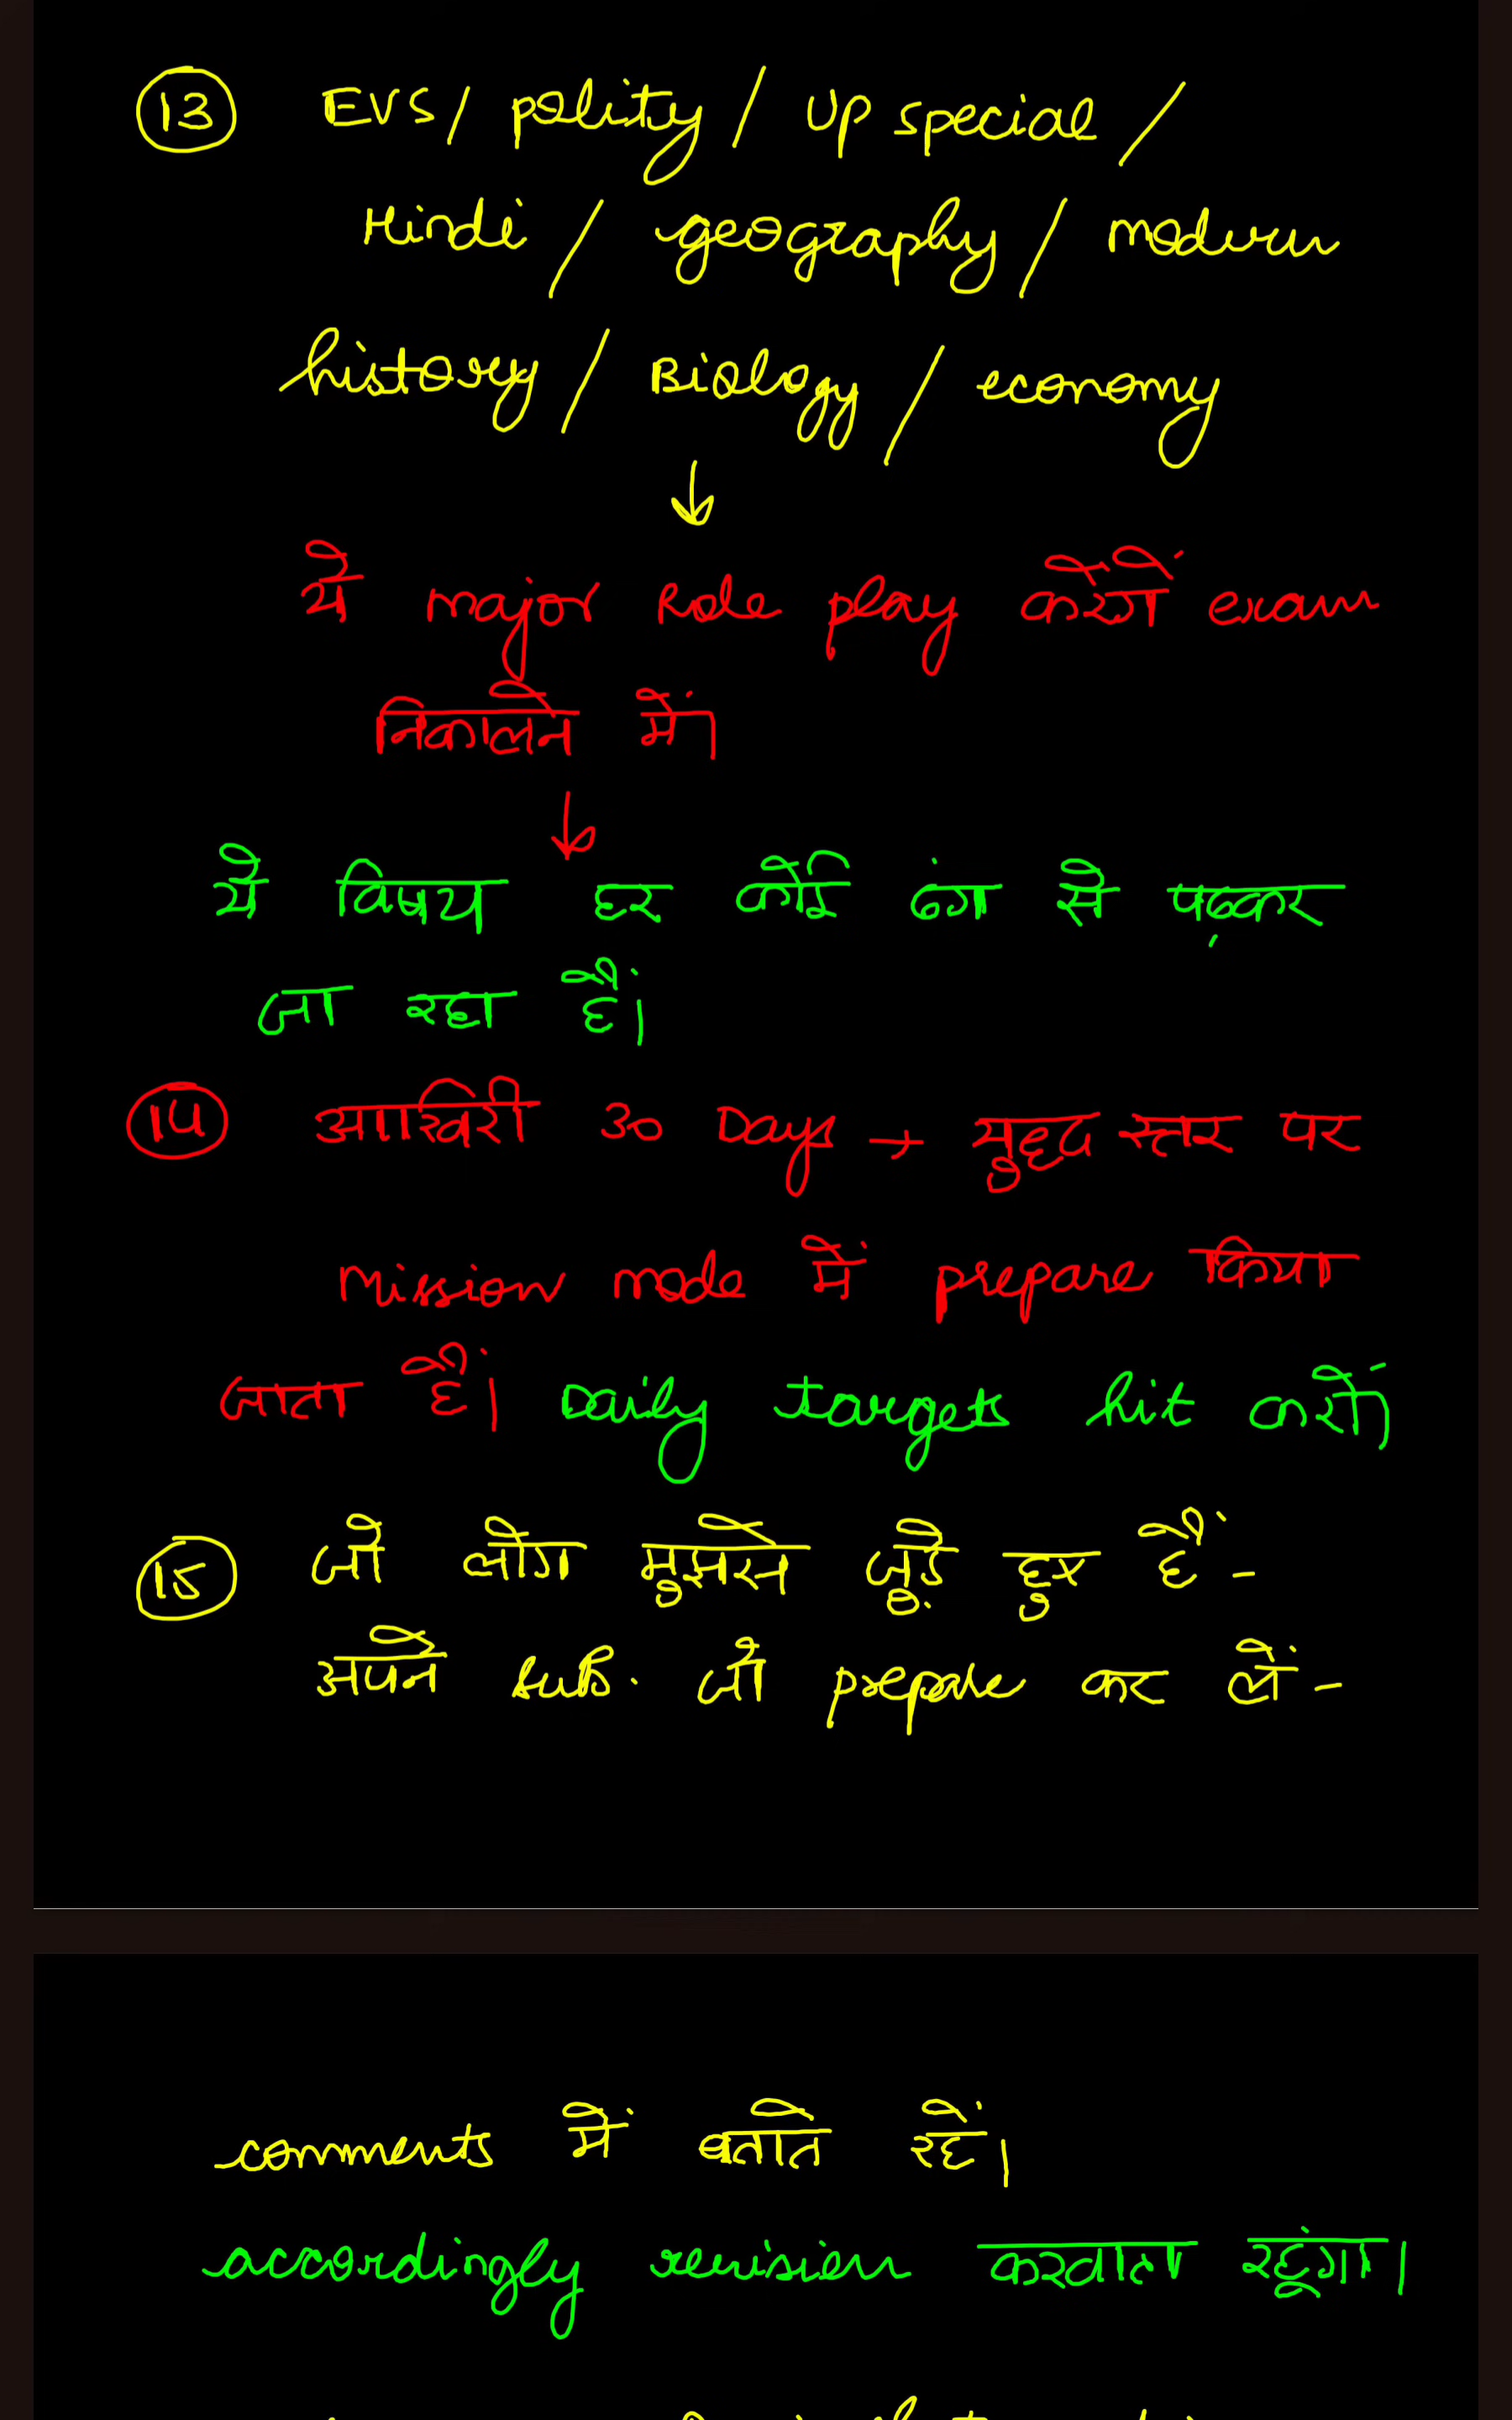 13 EVS / polity / UP special /
Hindi / geography / modern
history / Biology / economy
↓
ये major Role play करेंगें exam
निकालने में।
↓
ये विषय हर कोई ढंग से पढ़कर
जा रहा हैं।
14 आखिरी 30 Days → युद्ध स्तर पर
Mission mode में prepare किया
जाता हैं। Daily targets hit करों।
15 जो लोग मुझसे जुड़े हुए हैं -
अपने sub. जो prepare कर लें -
comments में बताते रहें।
accordingly revision करवाता रहूंगा।